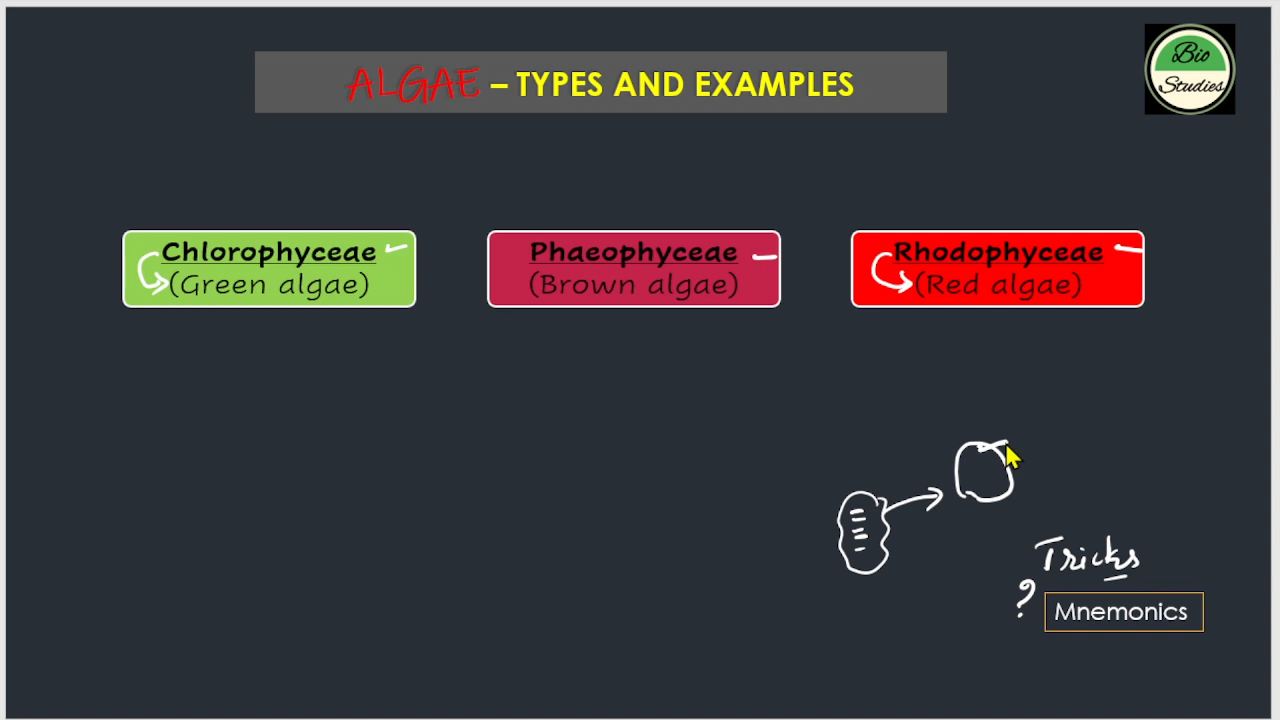 ALGAE – TYPES AND EXAMPLES
Bio
Studies
Chlorophyceae
(Green algae)
Phaeophyceae
(Brown algae)
Rhodophyceae
(Red algae)
Tricks
?
Mnemonics